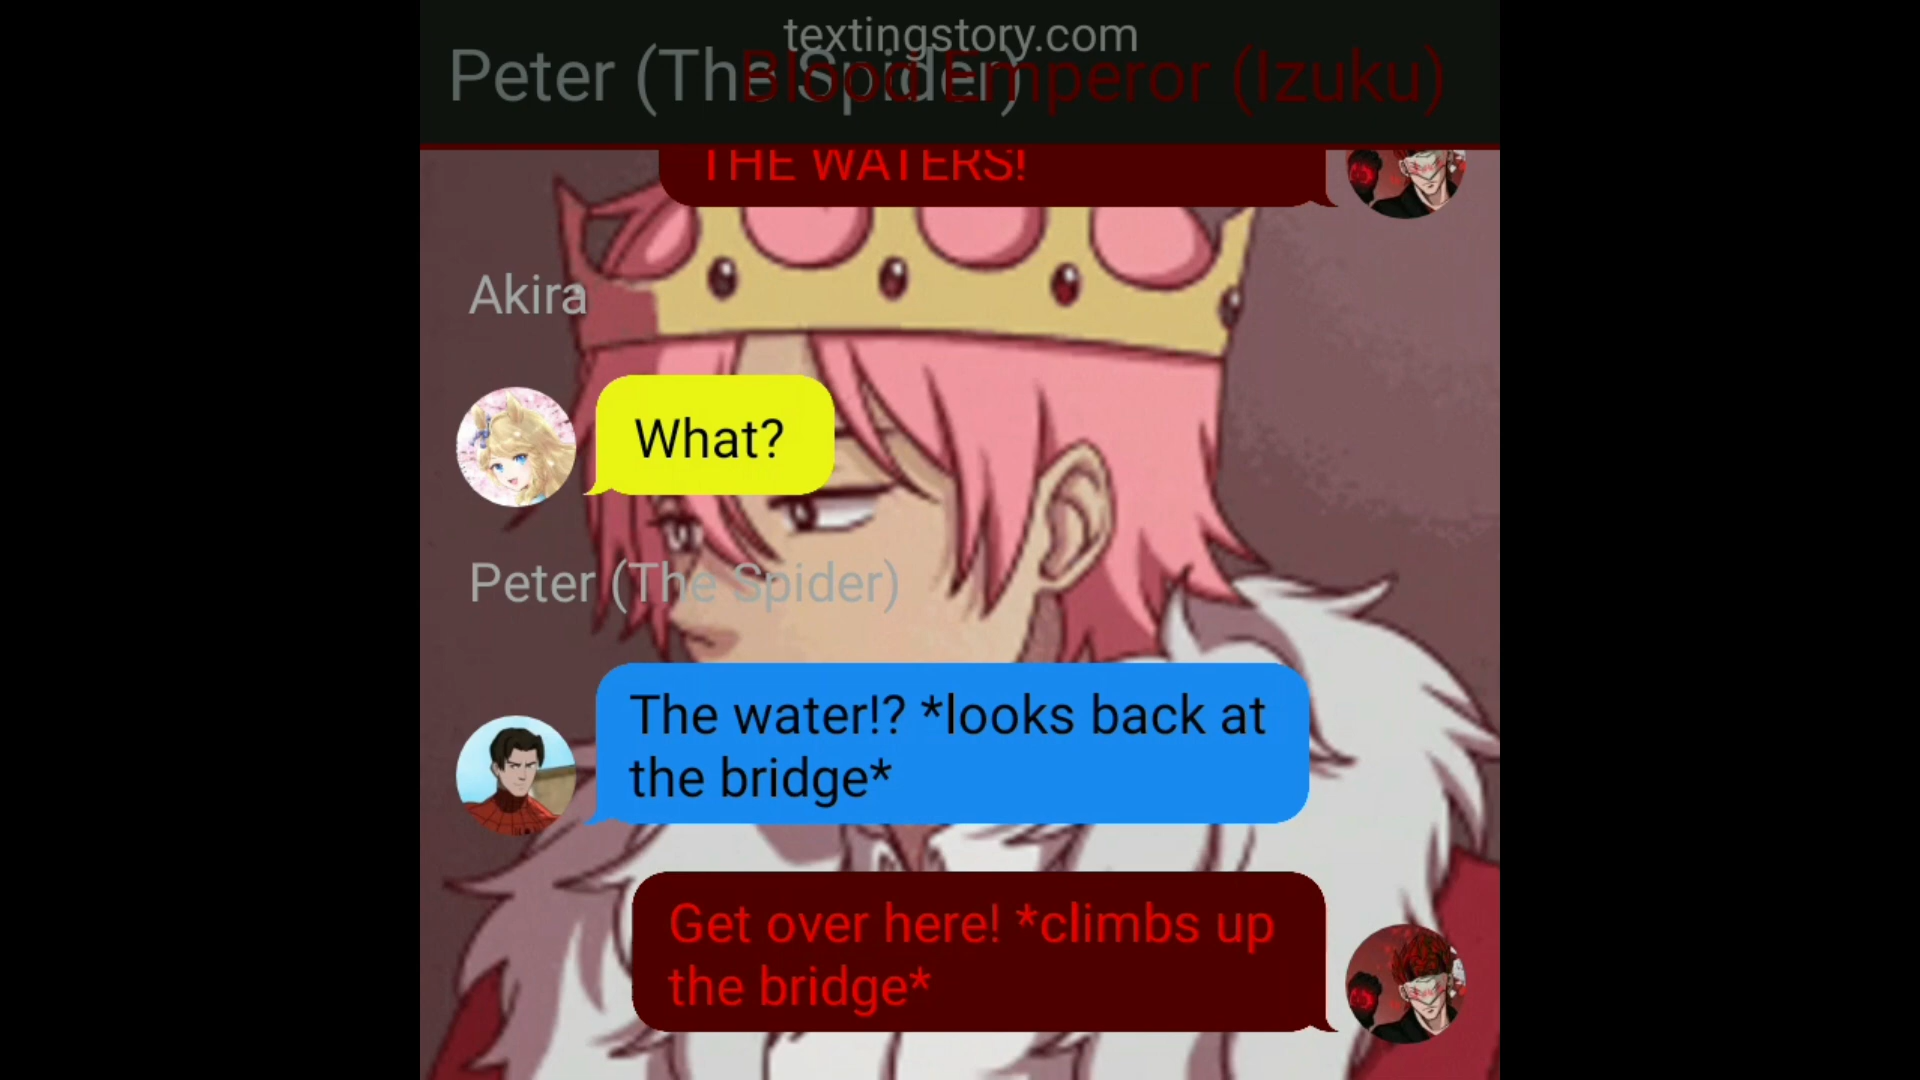 textingstory.com
Peter (The Spider)
Blood Emperor (Izuku)
THE WATERS!
Akira
What?
Peter (The Spider)
The water!? *looks back at
the bridge*
Get over here! *climbs up
the bridge*